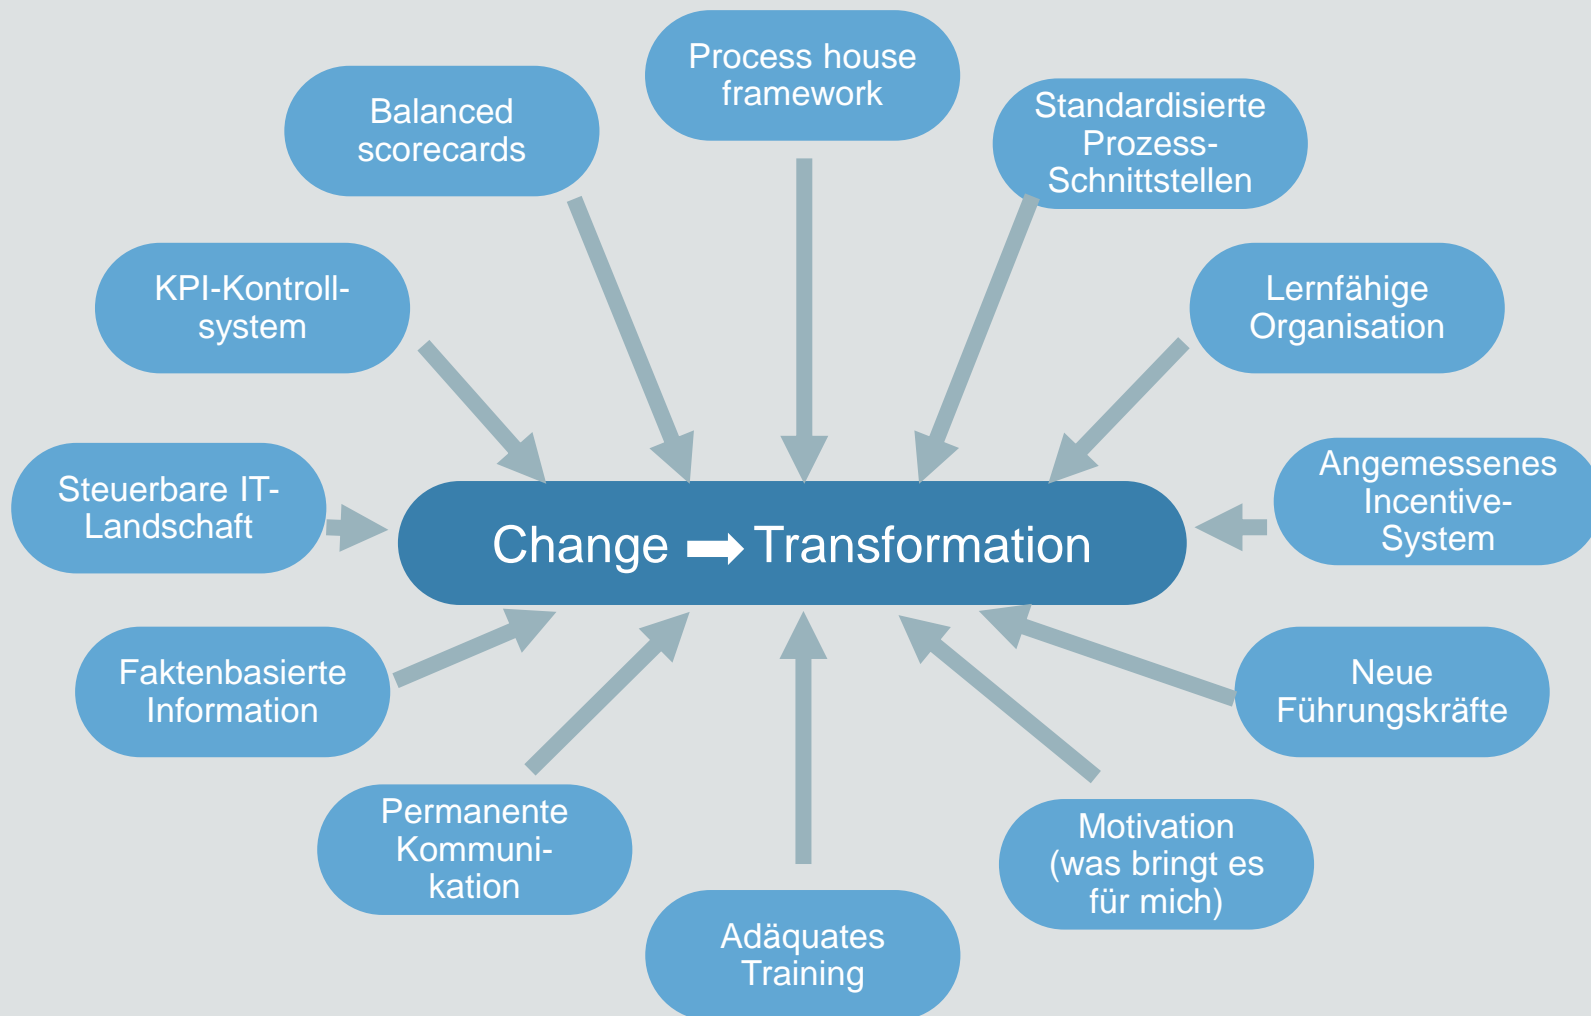 Process house
framework
Balanced
scorecards
Standardisierte
Prozess-
Schnittstellen
KPI-Kontroll-
system
Lernfähige
Organisation
Steuerbare IT-
Landschaft
Angemessenes
Incentive-
System
Change ➡ Transformation
Faktenbasierte
Information
Neue
Führungskräfte
Permanente
Kommuni-
kation
Motivation
(was bringt es
für mich)
Adäquates
Training